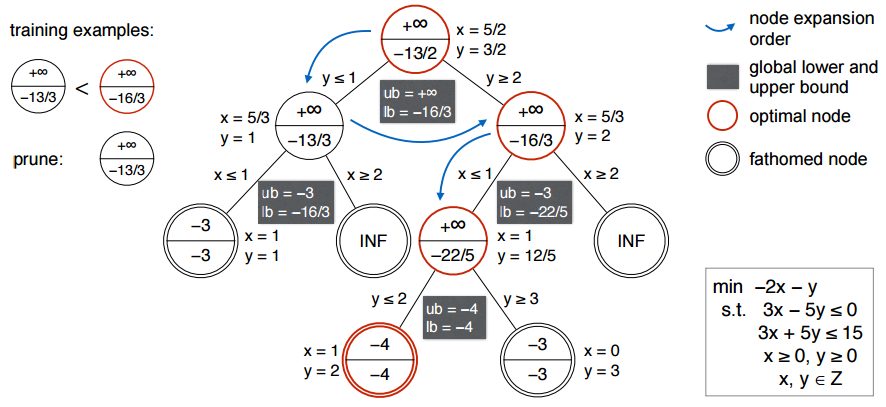 training examples:
+∞
−13/3
<
+∞
−16/3
prune:
+∞
−13/3
+∞
−13/2
x = 5/2
y = 3/2
y ≤ 1
y ≥ 2
ub = +∞
lb = −16/3
x = 5/3
y = 1
+∞
−13/3
+∞
−16/3
x = 5/3
y = 2
x ≤ 1
x ≥ 2
ub = −3
lb = −16/3
x ≤ 1
x ≥ 2
ub = −3
lb = −22/5
−3
−3
x = 1
y = 1
INF
+∞
−22/5
x = 1
y = 12/5
INF
y ≤ 2
y ≥ 3
ub = −4
lb = −4
x = 1
y = 2
−4
−4
−3
−3
x = 0
y = 3
node expansion
order
global lower and
upper bound
optimal node
fathomed node
min −2x − y
s.t. 3x − 5y ≤ 0
3x + 5y ≤ 15
x ≥ 0, y ≥ 0
x, y ∈ Z